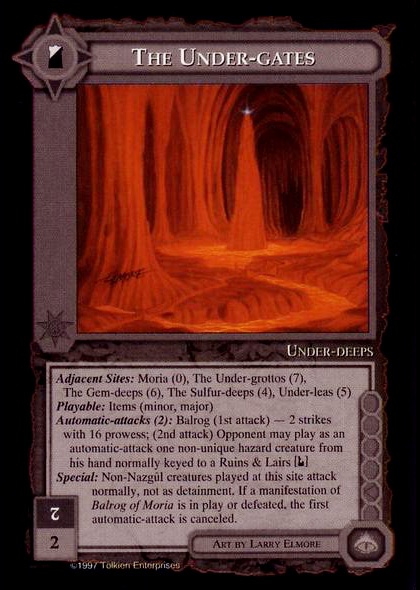 THE UNDER-GATES
ELMORE
UNDER-DEEPS
Adjacent Sites: Moria (0), The Under-grottos (7),
The Gem-deeps (6), The Sulfur-deeps (4), Under-leas (5)
Playable: Items (minor, major)
Automatic-attacks (2): Balrog (1st attack) — 2 strikes
with 16 prowess; (2nd attack) Opponent may play as an
automatic-attack one non-unique hazard creature from
his hand normally keyed to a Ruins & Lairs []
Special: Non-Nazgûl creatures played at this site attack
normally, not as detainment. If a manifestation of
Balrog of Moria is in play or defeated, the first
automatic-attack is canceled.
2
2
ART BY LARRY ELMORE
©1997 Tolkien Enterprises